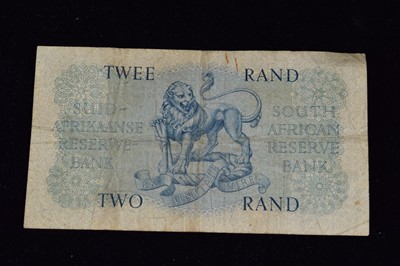 TWEE RAND
SUID-
AFRIKAANSE
RESERWE-
BANK
SOUTH
AFRICAN
RESERVE
BANK
TWO RAND